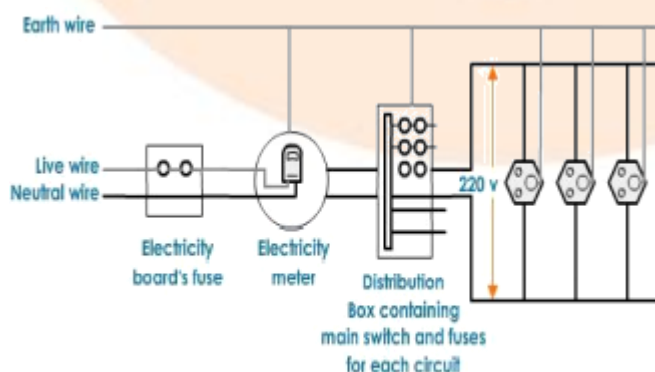 Earth wire
Live wire
Neutral wire
220 v
Electricity
board's fuse
Electricity
meter
Distribution
Box containing
main switch and fuses
for each circuit